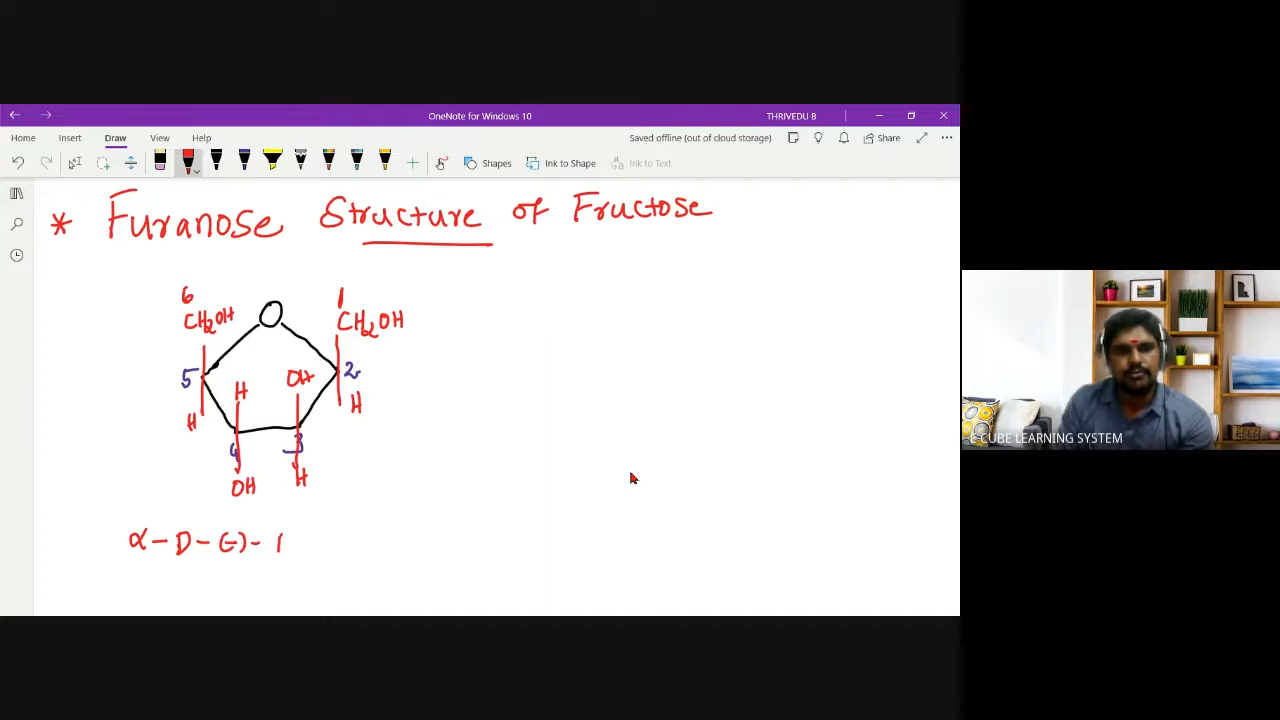 OneNote for Windows 10
THRIVEDU B
Home Insert Draw View Help
Saved offline (out of cloud storage)
Share
Shapes
Ink to Shape
Ink to Text
* Furanose Structure of Fructose
6
1
CH2OH
O
CH2OH
5
2
H
OH
H
H
4
3
OH
H
α-D-(-)-1
E CUBE LEARNING SYSTEM